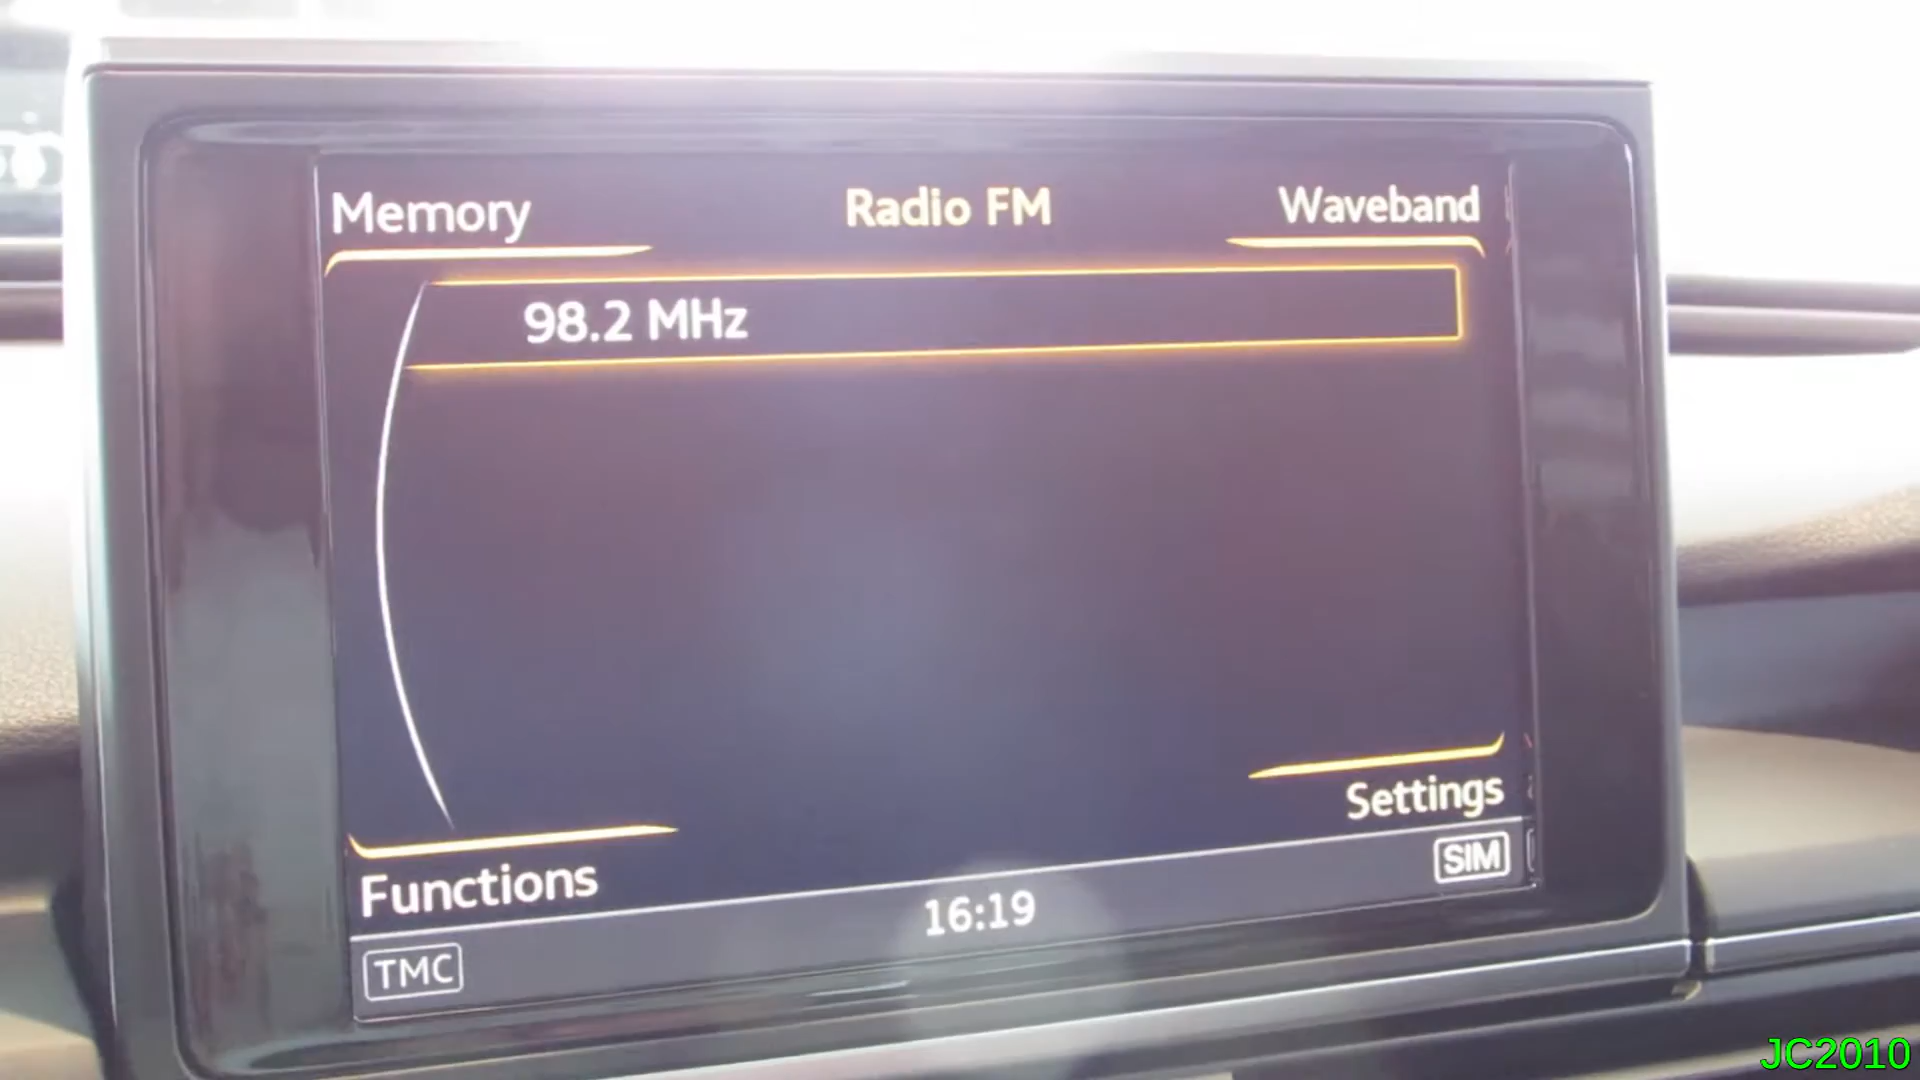 Memory
Radio FM
Waveband
98.2 MHz
Settings
Functions
SIM
16:19
TMC
JC2010